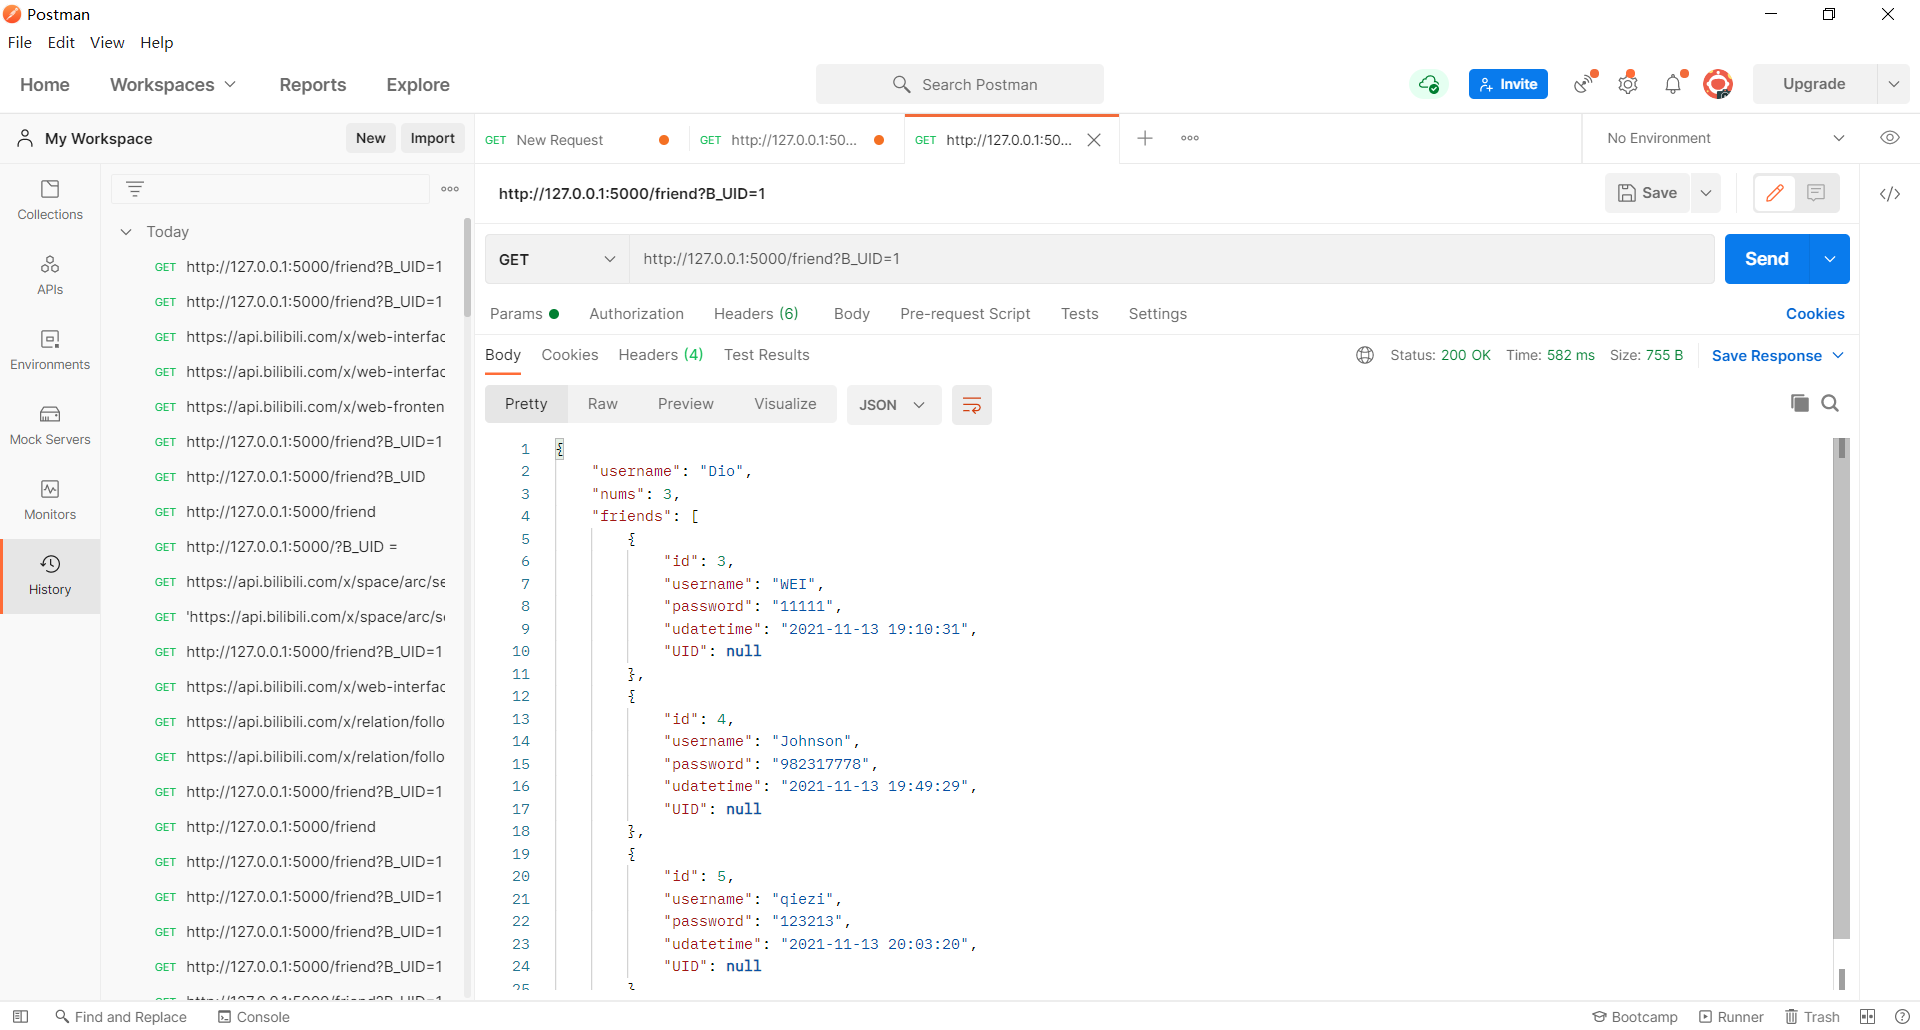 Postman
File Edit View Help
Home Workspaces Reports Explore Search Postman Invite Upgrade
My Workspace New Import GET New Request GET http://127.0.0.1:50... GET http://127.0.0.1:50... No Environment
http://127.0.0.1:5000/friend?B_UID=1 Save
Collections
APIs
Environments
Mock Servers
Monitors
History
Today
GET http://127.0.0.1:5000/friend?B_UID=1
GET http://127.0.0.1:5000/friend?B_UID=1
GET https://api.bilibili.com/x/web-interfac
GET https://api.bilibili.com/x/web-interfac
GET https://api.bilibili.com/x/web-fronten
GET http://127.0.0.1:5000/friend?B_UID=1
GET http://127.0.0.1:5000/friend?B_UID
GET http://127.0.0.1:5000/friend
GET http://127.0.0.1:5000/?B_UID =
GET https://api.bilibili.com/x/space/arc/se
GET 'https://api.bilibili.com/x/space/arc/se
GET http://127.0.0.1:5000/friend?B_UID=1
GET https://api.bilibili.com/x/web-interfac
GET https://api.bilibili.com/x/relation/follo
GET https://api.bilibili.com/x/relation/follo
GET http://127.0.0.1:5000/friend?B_UID=1
GET http://127.0.0.1:5000/friend
GET http://127.0.0.1:5000/friend?B_UID=1
GET http://127.0.0.1:5000/friend?B_UID=1
GET http://127.0.0.1:5000/friend?B_UID=1
GET http://127.0.0.1:5000/friend?B_UID=1
GET http://127.0.0.1:5000/friend?B_UID=1
GET http://127.0.0.1:5000/friend?B_UID=1 Send
Params Authorization Headers (6) Body Pre-request Script Tests Settings Cookies
Body Cookies Headers (4) Test Results Status: 200 OK Time: 582 ms Size: 755 B Save Response
Pretty Raw Preview Visualize JSON
1 {
2 "username": "Dio",
3 "nums": 3,
4 "friends": [
5 {
6 "id": 3,
7 "username": "WEI",
8 "password": "11111",
9 "udatetime": "2021-11-13 19:10:31",
10 "UID": null
11 },
12 {
13 "id": 4,
14 "username": "Johnson",
15 "password": "982317778",
16 "udatetime": "2021-11-13 19:49:29",
17 "UID": null
18 },
19 {
20 "id": 5,
21 "username": "qiezi",
22 "password": "123213",
23 "udatetime": "2021-11-13 20:03:20",
24 "UID": null
25 }
Find and Replace Console Bootcamp Runner Trash